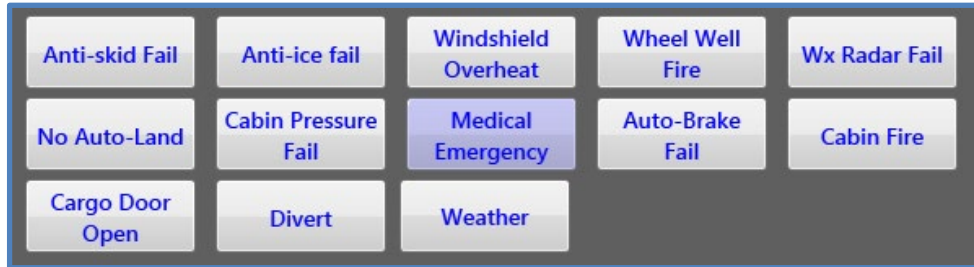 Anti-skid Fail
Anti-ice fail
Windshield
Overheat
Wheel Well
Fire
Wx Radar Fail
No Auto-Land
Cabin Pressure
Fail
Medical
Emergency
Auto-Brake
Fail
Cabin Fire
Cargo Door
Open
Divert
Weather